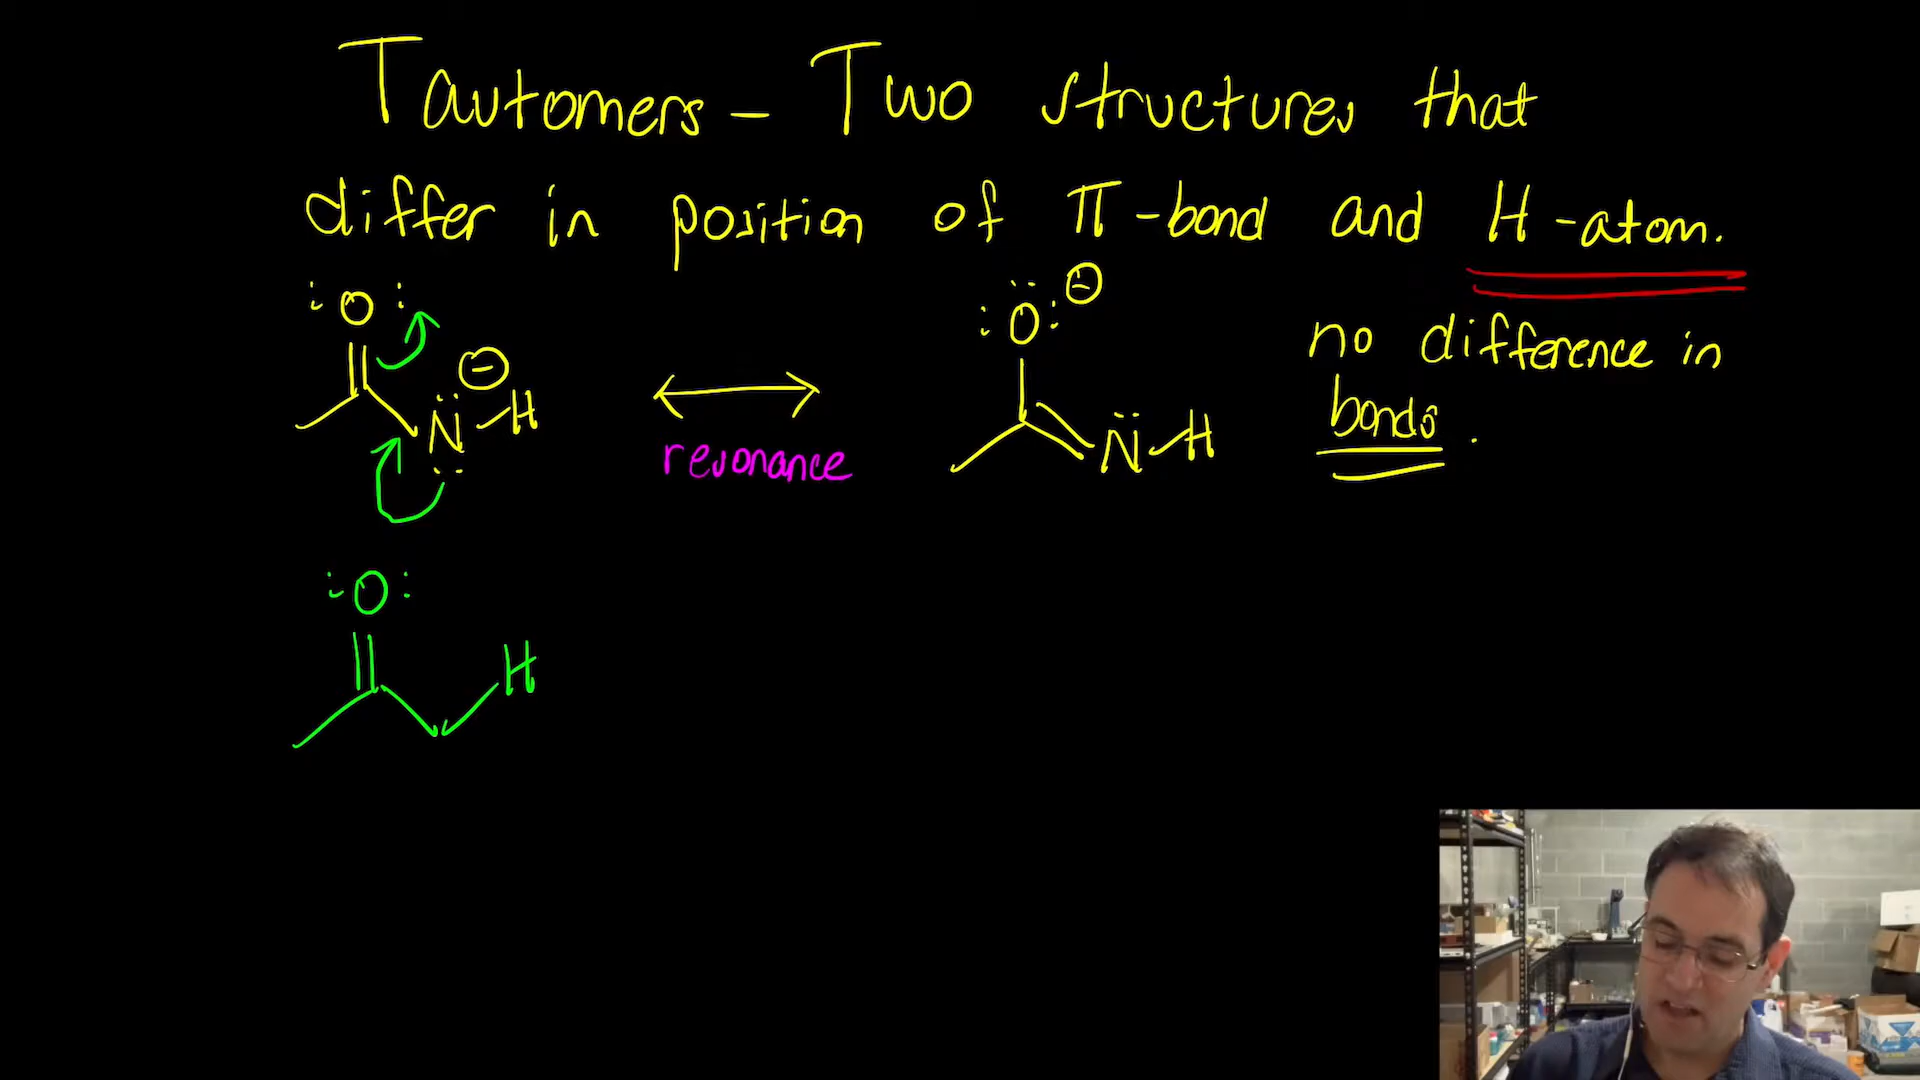 Tautomers - Two structures that
differ in position of π-bond and H-atom.
:O: :O: ⊖
⊖
N-H
resonance
N-H
no difference in
bonds.
:O:
H